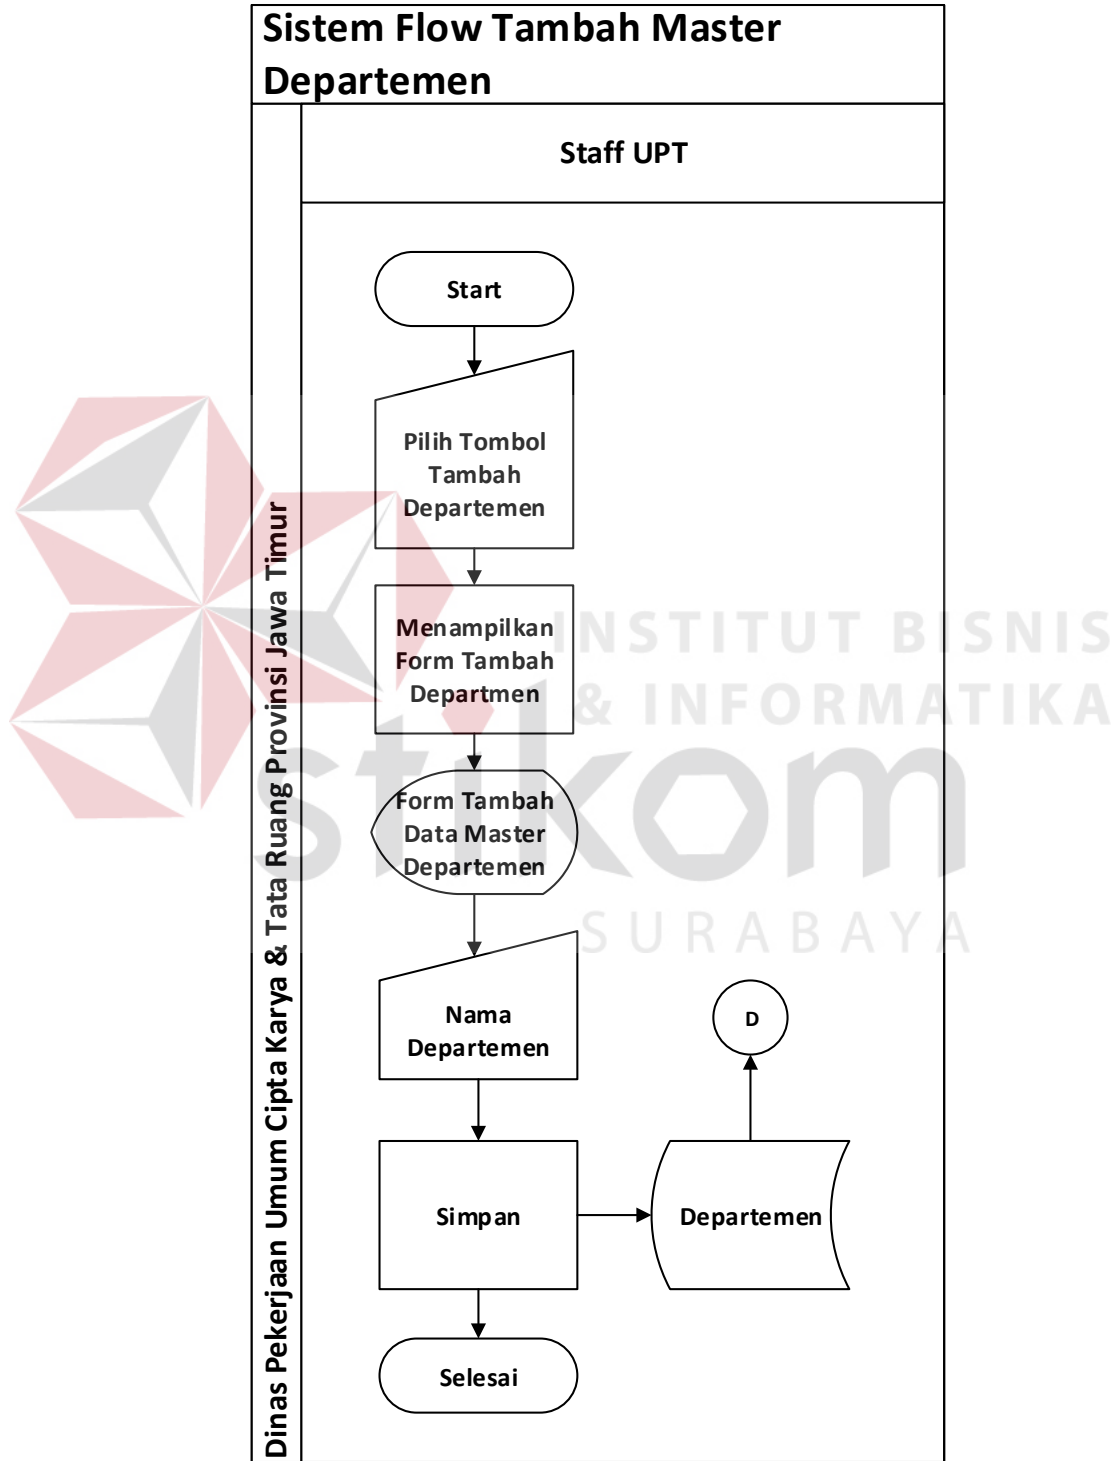 Sistem Flow Tambah Master
Departemen
Staff UPT
Dinas Pekerjaan Umum Cipta Karya & Tata Ruang Provinsi Jawa Timur
Start
Pilih Tombol
Tambah
Departemen
Menampilkan
Form Tambah
Departmen
Form Tambah
Data Master
Departemen
Nama
Departemen
D
Simpan
Departemen
Selesai
INSTITUT BISNIS
& INFORMATIKA
stikom
SURABAYA